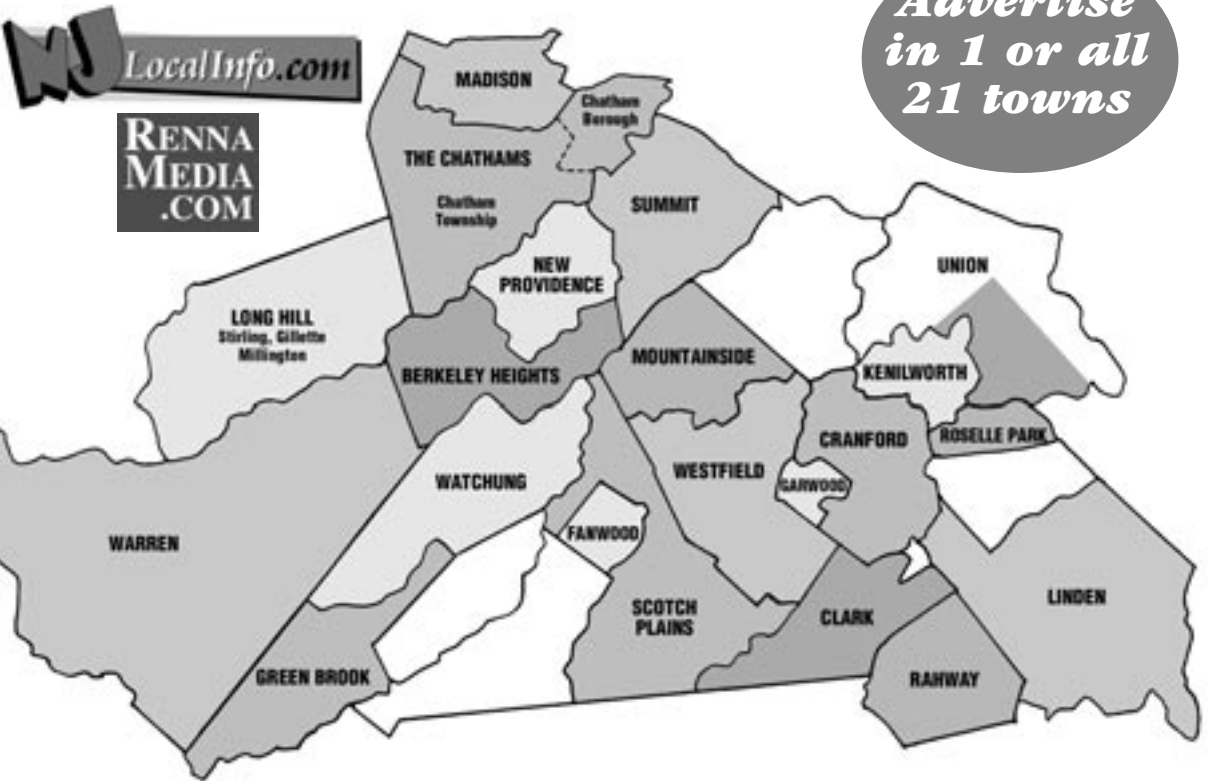 NJ LocalInfo.com
RENNA
MEDIA
.COM
Advertise
in 1 or all
21 towns
MADISON
Chatham
Borough
THE CHATHAMS
Chatham
Township
SUMMIT
NEW
PROVIDENCE
UNION
LONG HILL
Stirling, Gillette
Millington
BERKELEY HEIGHTS
MOUNTAINSIDE
KENILWORTH
CRANFORD
ROSELLE PARK
WATCHUNG
WESTFIELD
GARWOOD
WARREN
FANWOOD
SCOTCH
PLAINS
CLARK
LINDEN
GREEN BROOK
RAHWAY